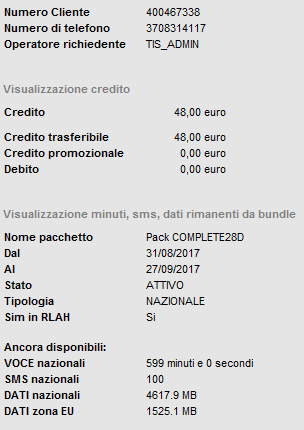 Numero Cliente 400467338
Numero di telefono 3708314117
Operatore richiedente TIS_ADMIN
Visualizzazione credito
Credito 48,00 euro
Credito trasferibile 48,00 euro
Credito promozionale 0,00 euro
Debito 0,00 euro
Visualizzazione minuti, sms, dati rimanenti da bundle
Nome pacchetto Pack COMPLETE28D
Dal 31/08/2017
Al 27/09/2017
Stato ATTIVO
Tipologia NAZIONALE
Sim in RLAH Si
Ancora disponibili:
VOCE nazionali 599 minuti e 0 secondi
SMS nazionali 100
DATI nazionali 4617.9 MB
DATI zona EU 1525.1 MB